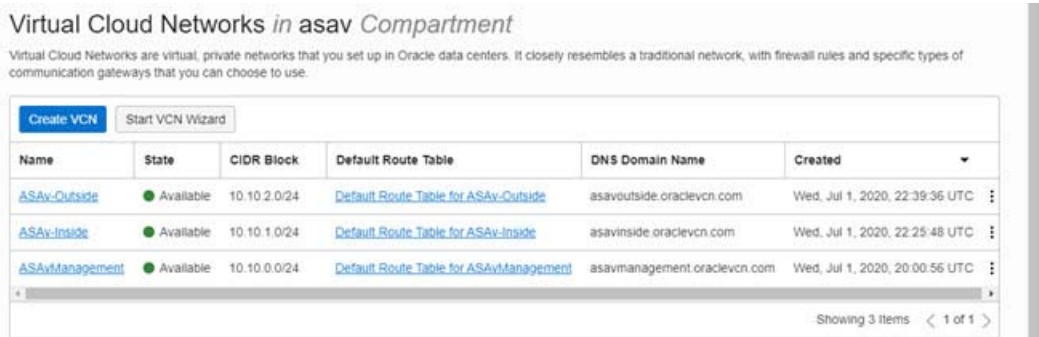 Virtual Cloud Networks in asav Compartment
Virtual Cloud Networks are virtual, private networks that you set up in Oracle data centers. It closely resembles a traditional network, with firewall rules and specific types of
communication gateways that you can choose to use.
Create VCN Start VCN Wizard
Name State CIDR Block Default Route Table DNS Domain Name Created
ASAv-Outside Available 10.10.2.0/24 Default Route Table for ASAv-Outside asavoutside.oraclevcn.com Wed, Jul 1, 2020, 22:39:36 UTC
ASAv-Inside Available 10.10.1.0/24 Default Route Table for ASAv-Inside asavinside.oraclevcn.com Wed, Jul 1, 2020, 22:25:48 UTC
ASAvManagement Available 10.10.0.0/24 Default Route Table for ASAvManagement asavmanagement.oraclevcn.com Wed, Jul 1, 2020, 20:00:56 UTC
Showing 3 Items < 1 of 1 >